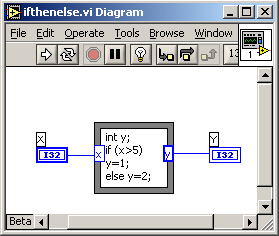 ifthenelse.vi Diagram
File Edit Operate Tools Browse Window
13
1
X
Y
int y;
if (x>5)
y=1;
else y=2;
I32
x
y
I32
Beta